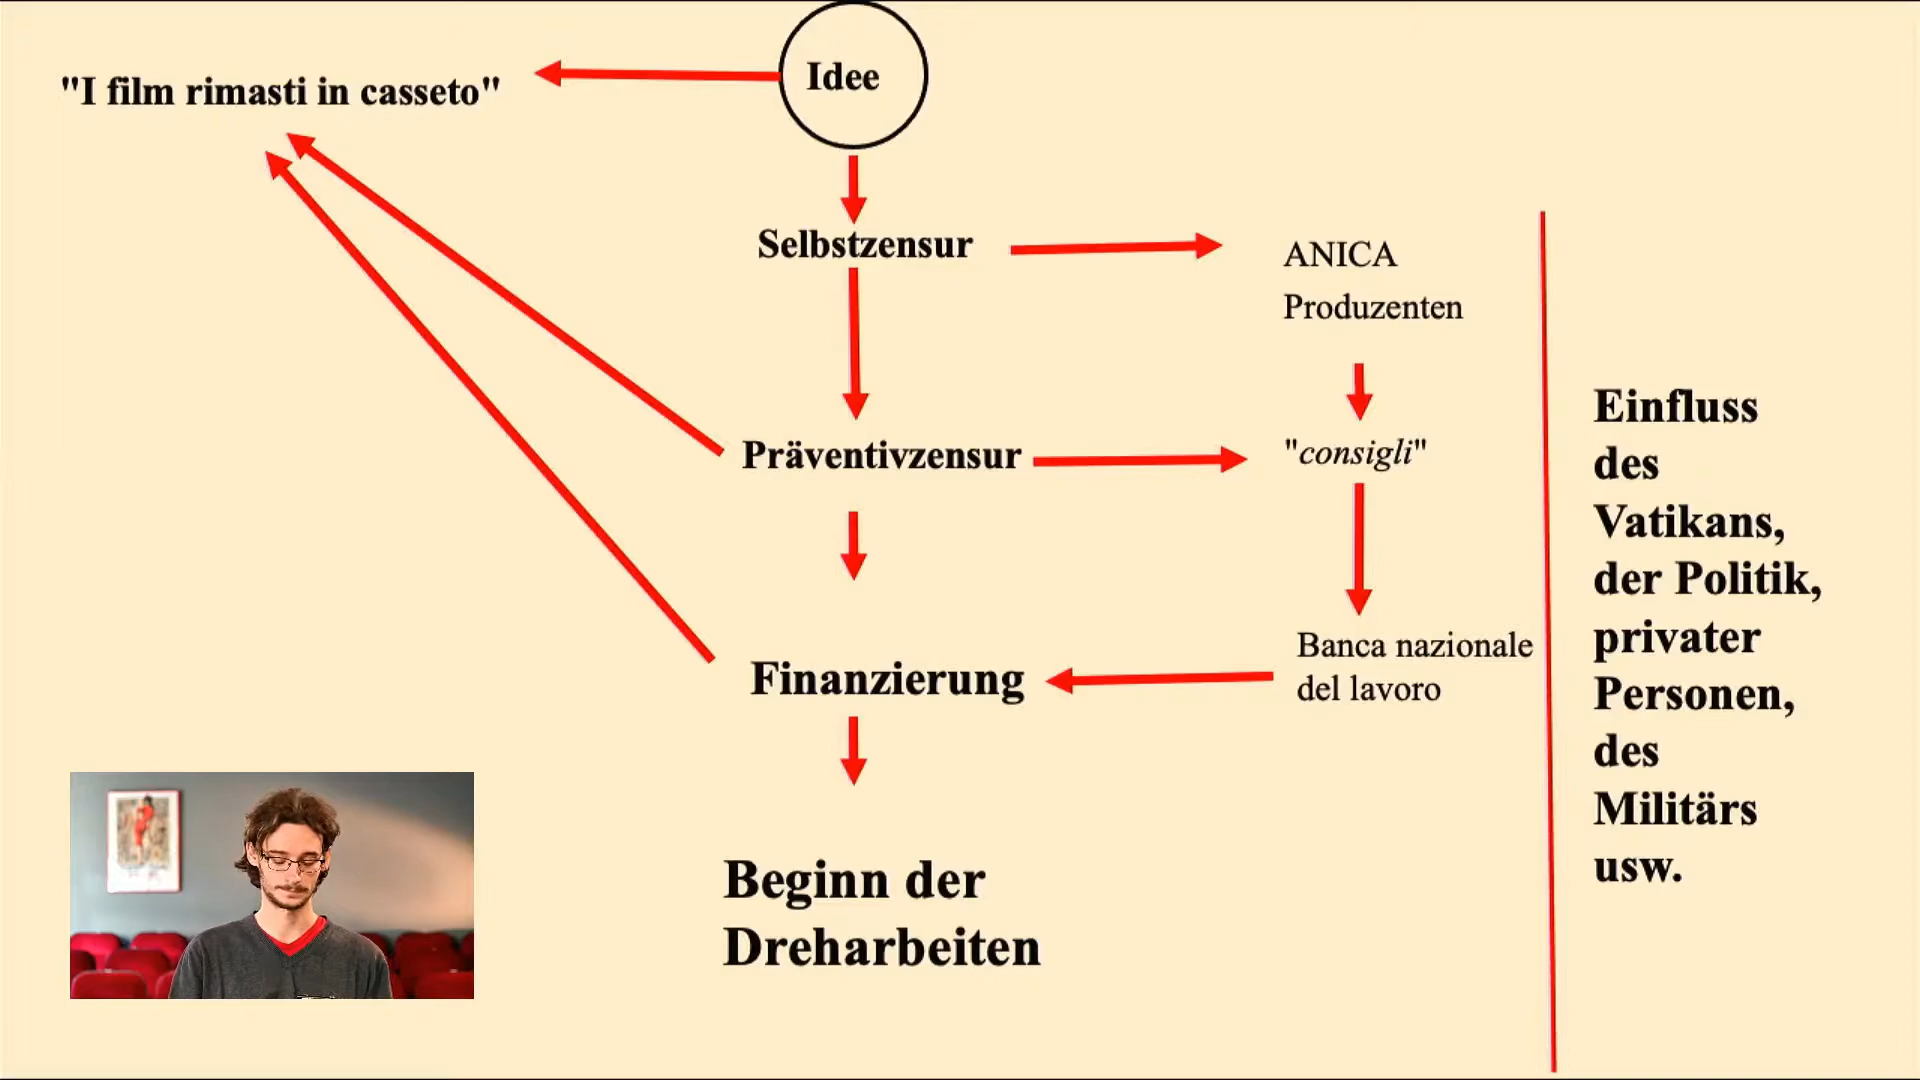 "I film rimasti in casseto"
Idee
Selbstzensur
ANICA
Produzenten
Präventivzensur
"consigli"
Finanzierung
Banca nazionale
del lavoro
Beginn der
Dreharbeiten
Einfluss
des
Vatikans,
der Politik,
privater
Personen,
des
Militärs
usw.